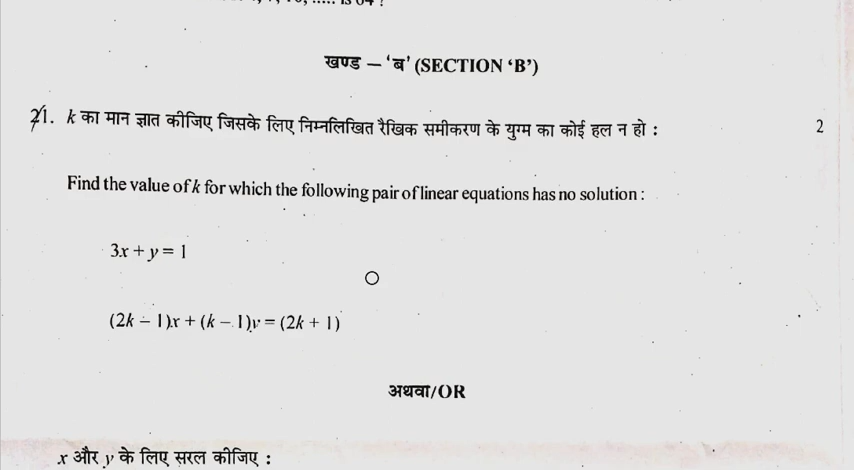 खण्ड – ‘ब’ (SECTION ‘B’)
21. k का मान ज्ञात कीजिए जिसके लिए निम्नलिखित रैखिक समीकरण के युग्म का कोई हल न हो : 2
Find the value of k for which the following pair of linear equations has no solution :
3x + y = 1
(2k – 1)x + (k – 1)y = (2k + 1)
अथवा/OR
x और y के लिए सरल कीजिए :